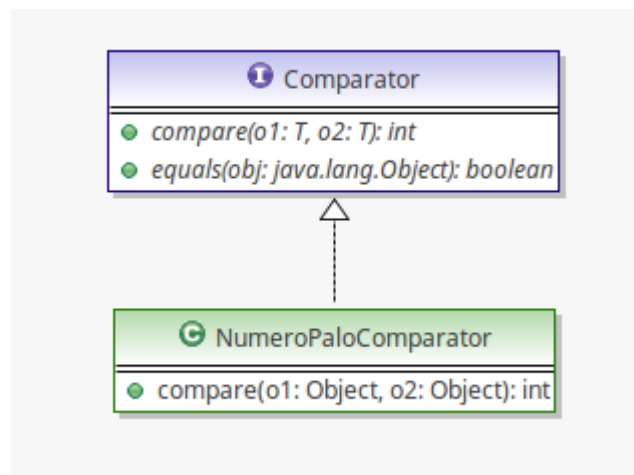 I Comparator
compare(o1: T, o2: T): int
equals(obj: java.lang.Object): boolean
C NumeroPaloComparator
compare(o1: Object, o2: Object): int